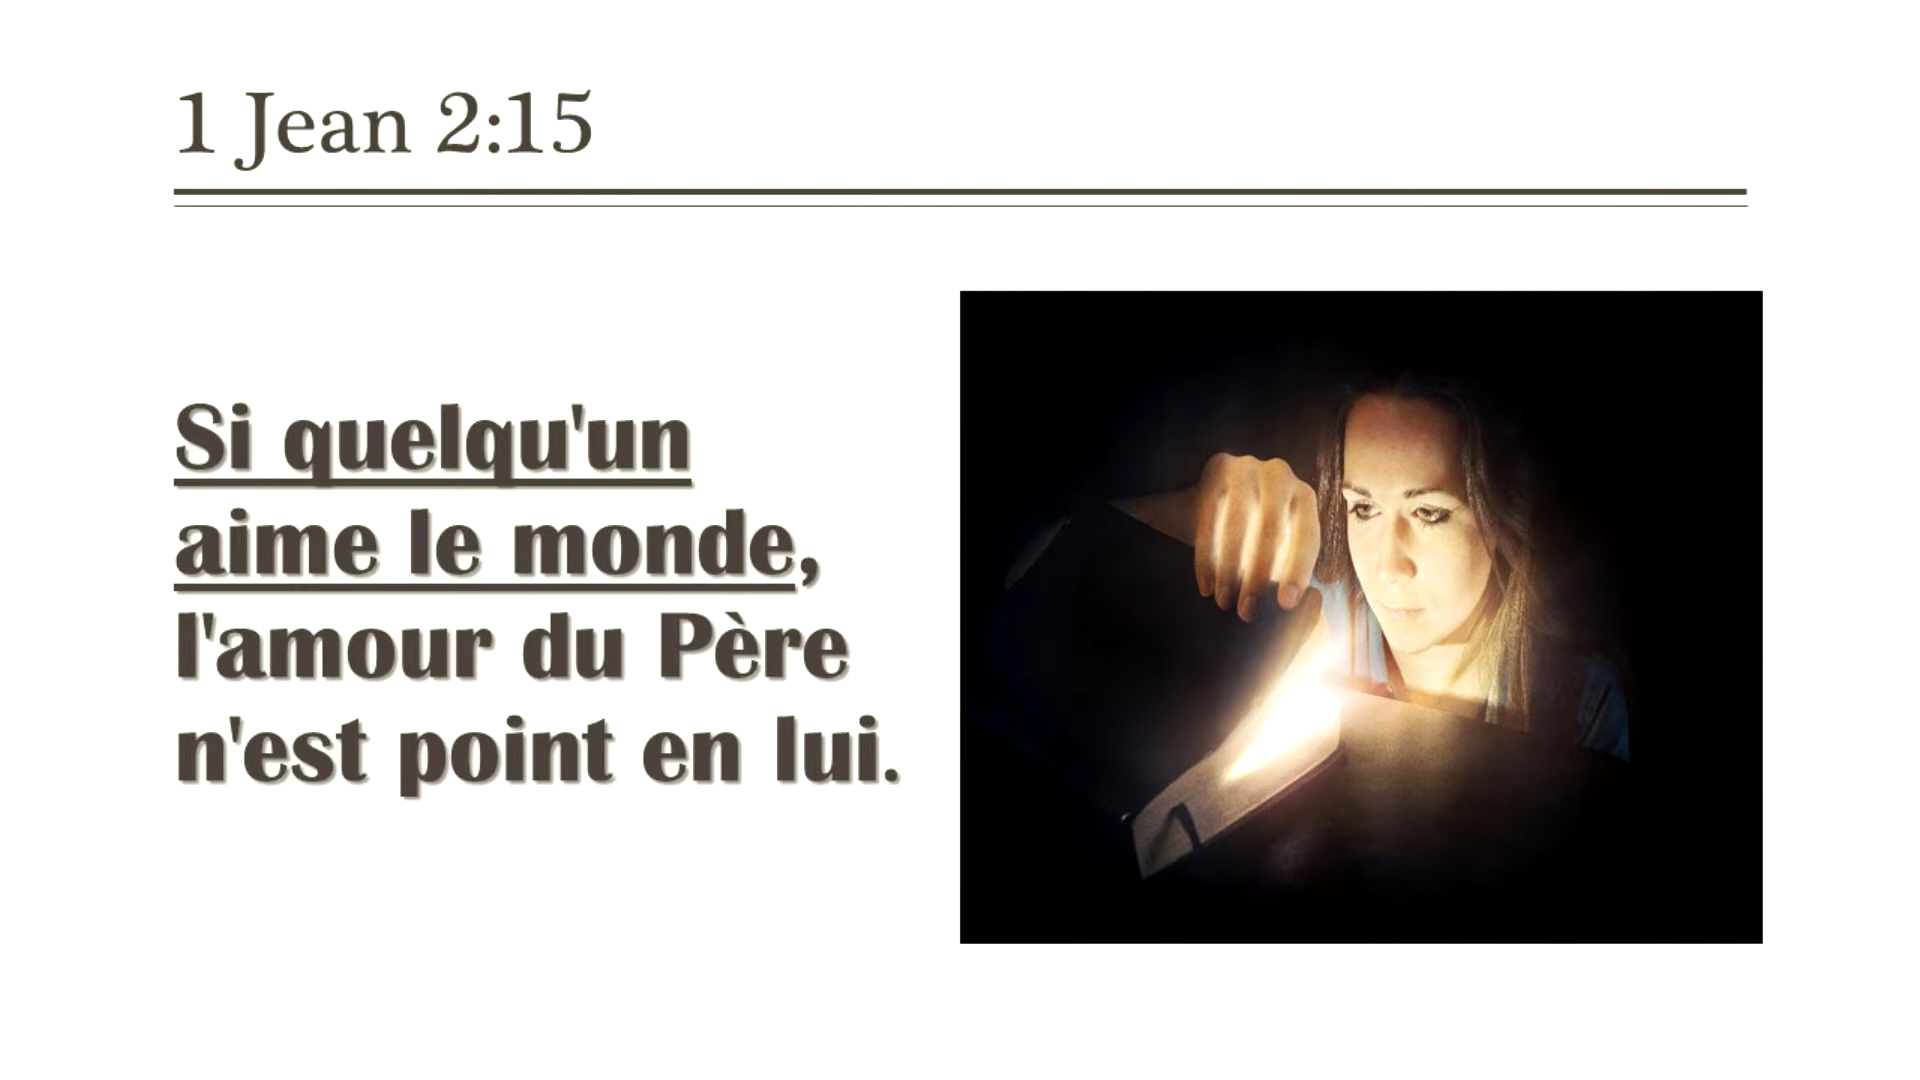 1 Jean 2:15
Si quelqu'un
aime le monde,
l'amour du Père
n'est point en lui.